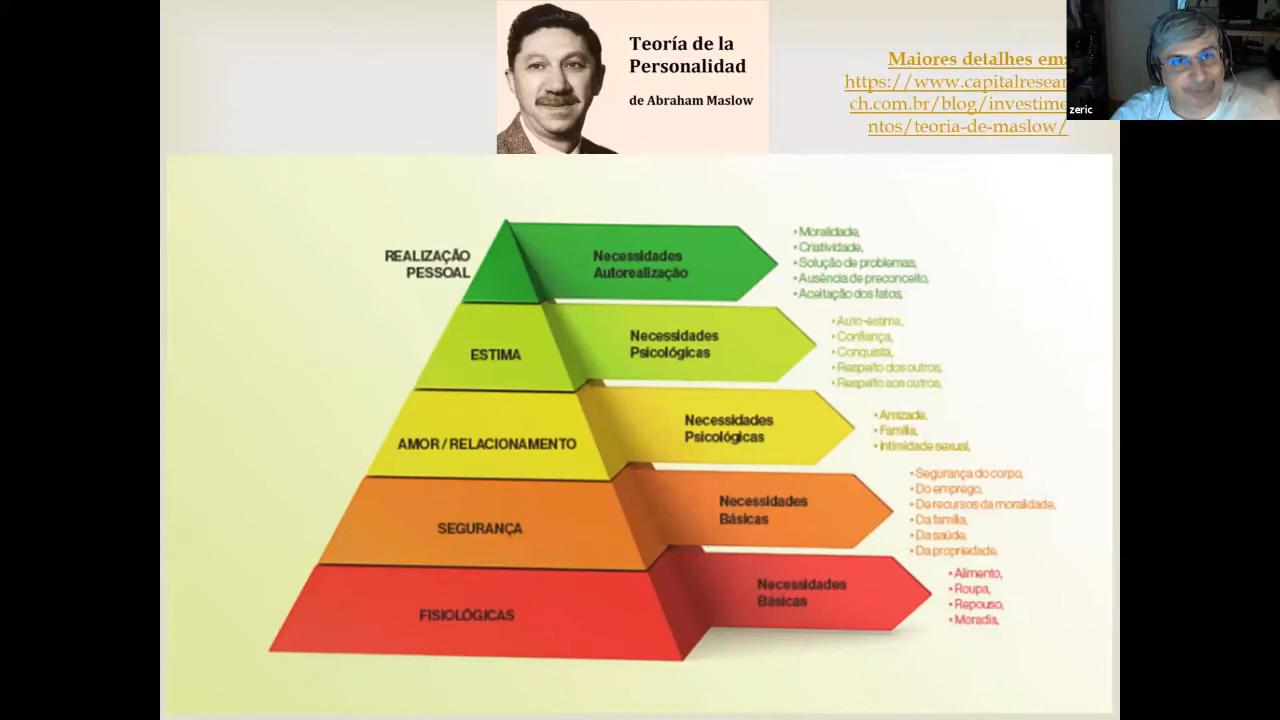 Teoría de la
Personalidad
de Abraham Maslow
Maiores detalhes em:
https://www.capitalresear
ch.com.br/blog/investime
ntos/teoria-de-maslow/
zeric
REALIZAÇÃO
PESSOAL
Necessidades
Autorealização
• Moralidade,
• Criatividade,
• Solução de problemas,
• Ausência de preconceito,
• Aceitação dos fatos,
ESTIMA
Necessidades
Psicológicas
• Auto-estima,
• Confiança,
• Conquista,
• Respeito dos outros,
• Respeito aos outros,
AMOR / RELACIONAMENTO
Necessidades
Psicológicas
• Amizade,
• Família,
• Intimidade sexual,
SEGURANÇA
Necessidades
Básicas
• Segurança do corpo,
• Do emprego,
• De recursos da moralidade,
• Da família,
• Da saúde,
• Da propriedade,
FISIOLÓGICAS
Necessidades
Básicas
• Alimento,
• Roupa,
• Repouso,
• Moradia,